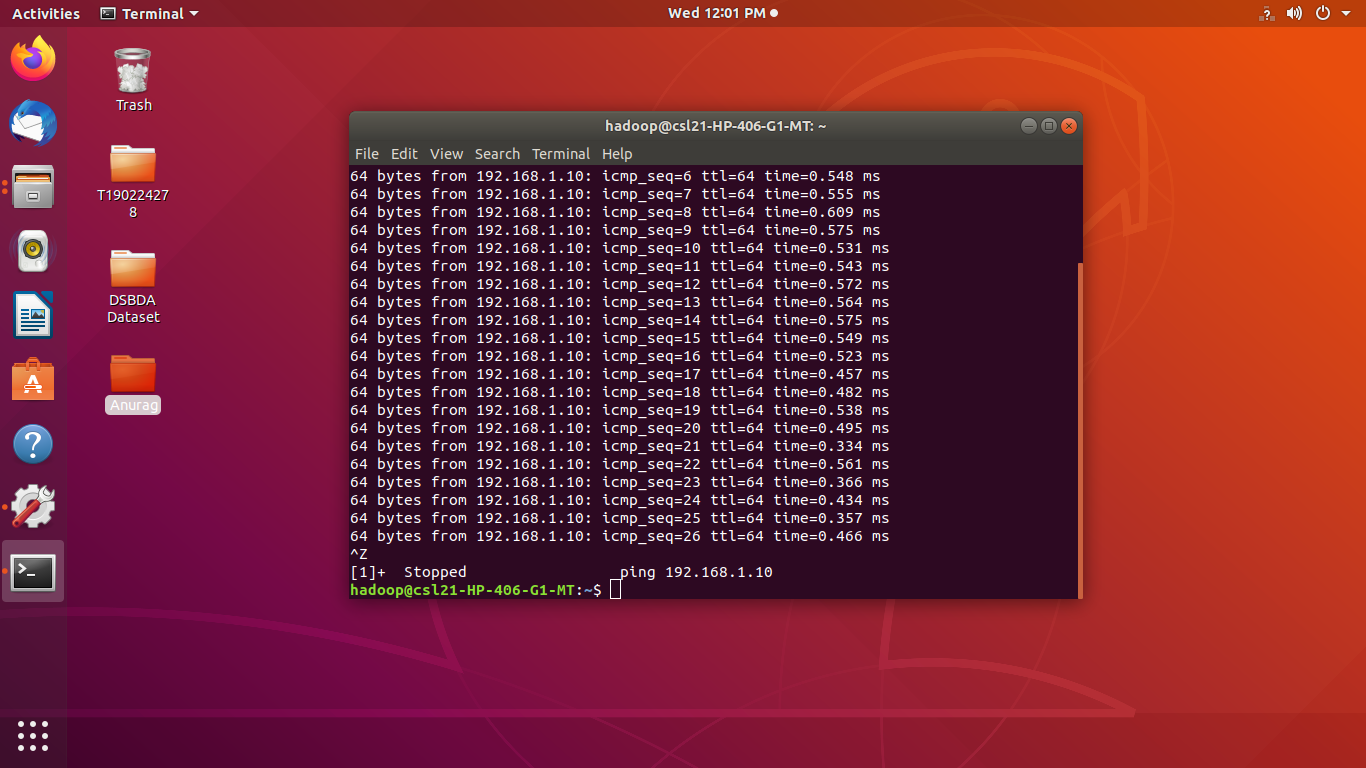 Activities Terminal Wed 12:01 PM
Trash
T19022427
8
DSBDA
Dataset
Anurag
hadoop@csl21-HP-406-G1-MT: ~
File Edit View Search Terminal Help
64 bytes from 192.168.1.10: icmp_seq=6 ttl=64 time=0.548 ms
64 bytes from 192.168.1.10: icmp_seq=7 ttl=64 time=0.555 ms
64 bytes from 192.168.1.10: icmp_seq=8 ttl=64 time=0.609 ms
64 bytes from 192.168.1.10: icmp_seq=9 ttl=64 time=0.575 ms
64 bytes from 192.168.1.10: icmp_seq=10 ttl=64 time=0.531 ms
64 bytes from 192.168.1.10: icmp_seq=11 ttl=64 time=0.543 ms
64 bytes from 192.168.1.10: icmp_seq=12 ttl=64 time=0.572 ms
64 bytes from 192.168.1.10: icmp_seq=13 ttl=64 time=0.564 ms
64 bytes from 192.168.1.10: icmp_seq=14 ttl=64 time=0.575 ms
64 bytes from 192.168.1.10: icmp_seq=15 ttl=64 time=0.549 ms
64 bytes from 192.168.1.10: icmp_seq=16 ttl=64 time=0.523 ms
64 bytes from 192.168.1.10: icmp_seq=17 ttl=64 time=0.457 ms
64 bytes from 192.168.1.10: icmp_seq=18 ttl=64 time=0.482 ms
64 bytes from 192.168.1.10: icmp_seq=19 ttl=64 time=0.538 ms
64 bytes from 192.168.1.10: icmp_seq=20 ttl=64 time=0.495 ms
64 bytes from 192.168.1.10: icmp_seq=21 ttl=64 time=0.334 ms
64 bytes from 192.168.1.10: icmp_seq=22 ttl=64 time=0.561 ms
64 bytes from 192.168.1.10: icmp_seq=23 ttl=64 time=0.366 ms
64 bytes from 192.168.1.10: icmp_seq=24 ttl=64 time=0.434 ms
64 bytes from 192.168.1.10: icmp_seq=25 ttl=64 time=0.357 ms
64 bytes from 192.168.1.10: icmp_seq=26 ttl=64 time=0.466 ms
^Z
[1]+  Stopped                 ping 192.168.1.10
hadoop@csl21-HP-406-G1-MT:~$